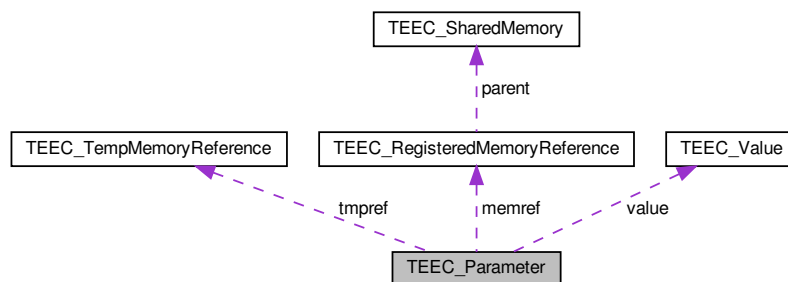 TEEC_SharedMemory
parent
TEEC_TempMemoryReference
TEEC_RegisteredMemoryReference
TEEC_Value
tmpref
memref
value
TEEC_Parameter